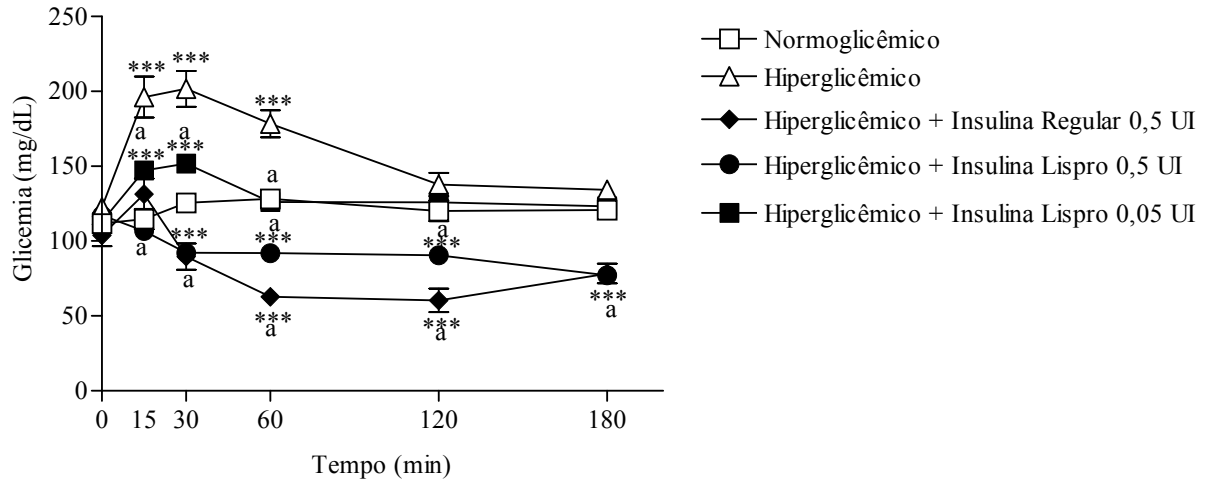 250
200
150
100
50
0
Glicemia (mg/dL)
*** *** ***
a a
*** *** a
*** *** ***
a a a
a
*** *** ***
a a a
0 15 30 60 120 180
Tempo (min)
Normoglicêmico
Hiperglicêmico
Hiperglicêmico + Insulina Regular 0,5 UI
Hiperglicêmico + Insulina Lispro 0,5 UI
Hiperglicêmico + Insulina Lispro 0,05 UI